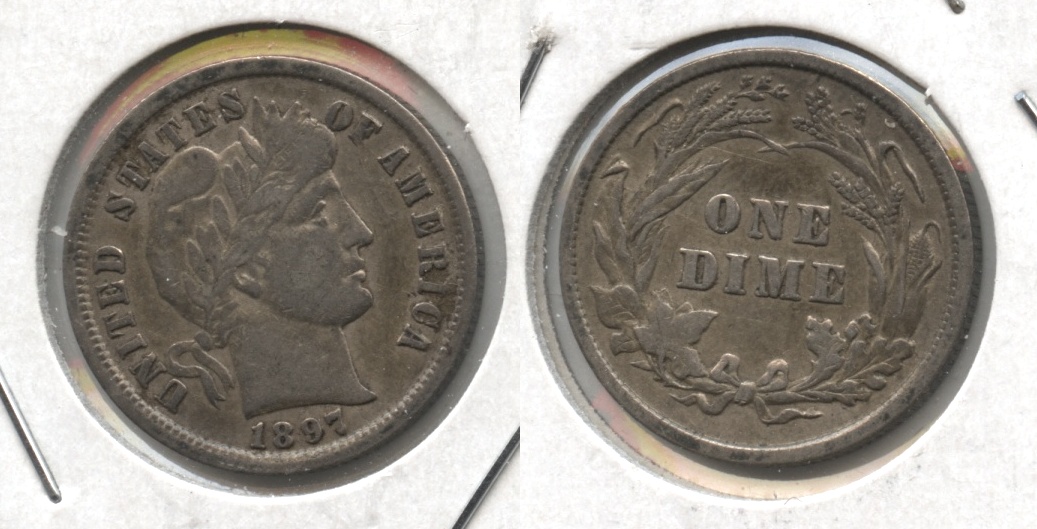 UNITED STATES OF AMERICA
1897
ONE
DIME